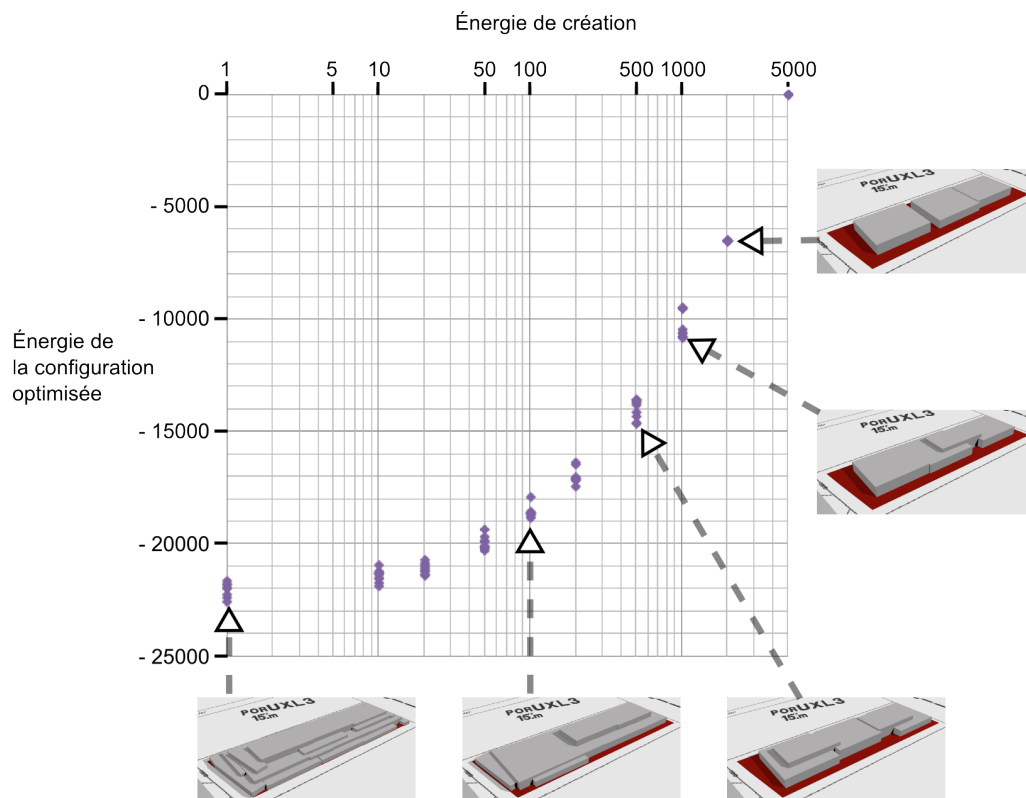 Énergie de création
1 5 10 50 100 500 1000 5000
0
- 5000
- 10000
- 15000
- 20000
- 25000
Énergie de
la configuration
optimisée
PORUXL3
15.m
PORUXL3
15.m
PORUXL3
15.m
PORUXL3
15.m
PORUXL3
15.m